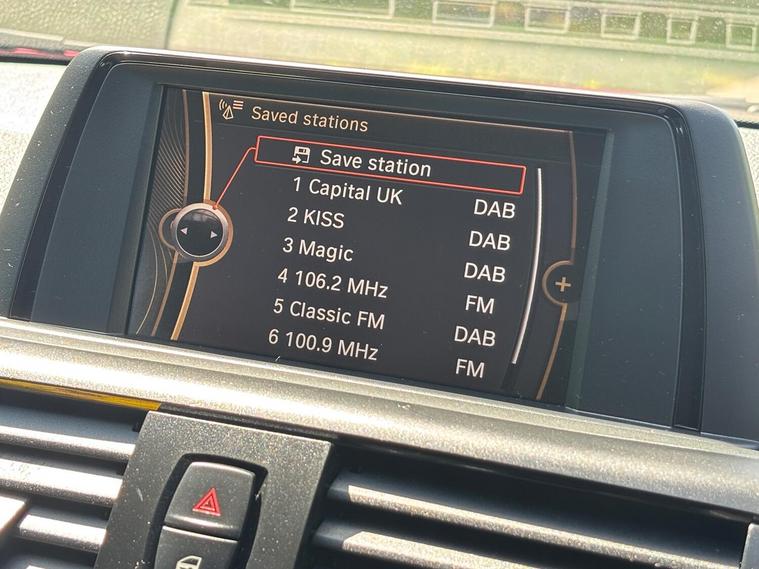 Saved stations
Save station
1 Capital UK DAB
2 KISS DAB
3 Magic DAB
4 106.2 MHz FM
5 Classic FM DAB
6 100.9 MHz FM